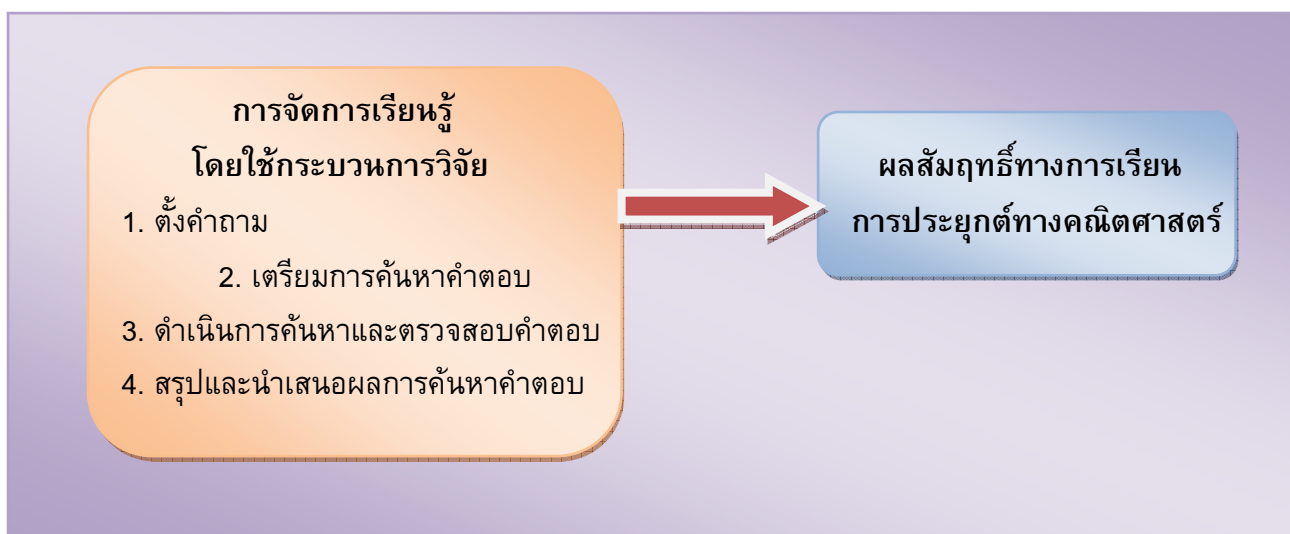 การจัดการเรียนรู้
โดยใช้กระบวนการวิจัย
1. ตั้งคำถาม
2. เตรียมการค้นหาคำตอบ
3. ดำเนินการค้นหาและตรวจสอบคำตอบ
4. สรุปและนำเสนอผลการค้นหาคำตอบ
ผลสัมฤทธิ์ทางการเรียน
การประยุกต์ทางคณิตศาสตร์